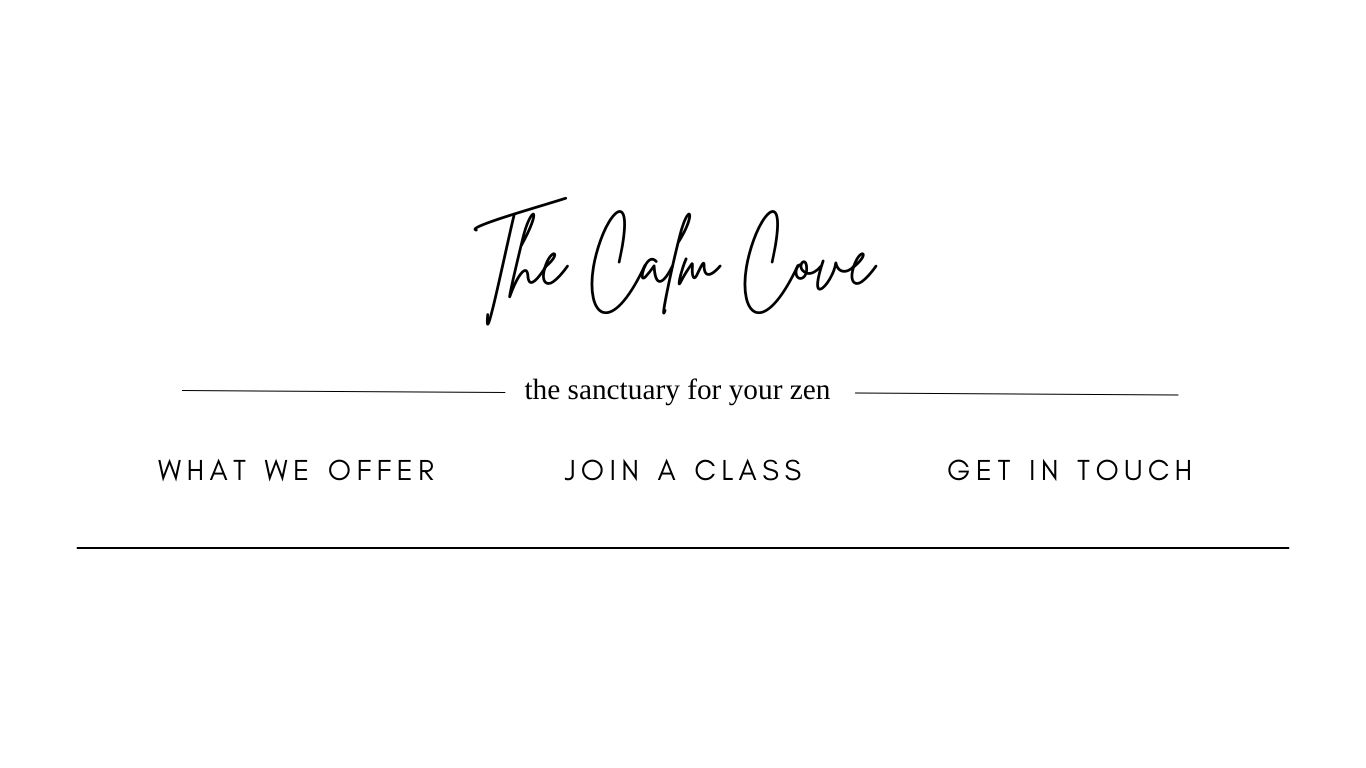 The Calm Cove
the sanctuary for your zen
WHAT WE OFFER JOIN A CLASS GET IN TOUCH